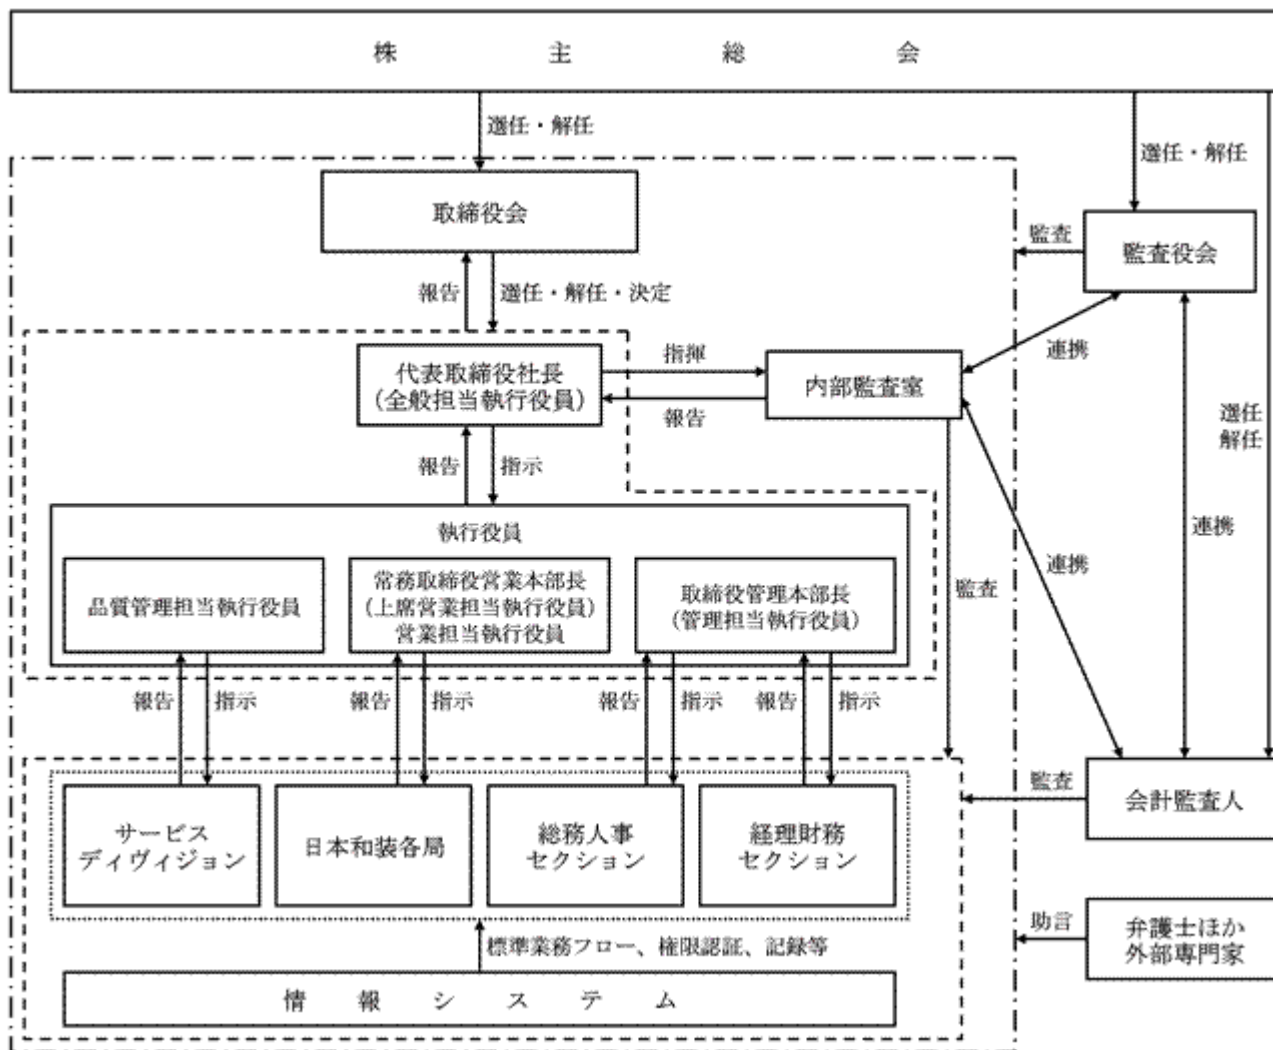 株主総会
選任・解任
選任・解任
取締役会
監査
監査役会
報告
選任・解任・決定
指揮
連携
代表取締役社長
(全般担当執行役員)
内部監査室
報告
選任
解任
報告
指示
執行役員
連携
連携
品質管理担当執行役員
常務取締役営業本部長
(上席営業担当執行役員)
営業担当執行役員
取締役管理本部長
(管理担当執行役員)
監査
報告
指示
報告
指示
報告
指示
報告
指示
監査
会計監査人
サービス
ディヴィジョン
日本和装各局
総務人事
セクション
経理財務
セクション
助言
弁護士ほか
外部専門家
標準業務フロー、権限認証、記録等
情報システム